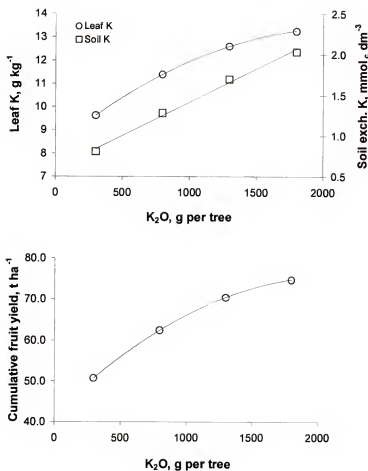 14
13
12
11
10
9
8
7
Leaf K, g kg⁻¹
Leaf K
Soil K
2.5
2.0
1.5
1.0
0.5
Soil exch. K, mmol_c dm⁻³
0 500 1000 1500 2000
K₂O, g per tree
80.0
70.0
60.0
50.0
40.0
Cumulative fruit yield, t ha⁻¹
0 500 1000 1500 2000
K₂O, g per tree